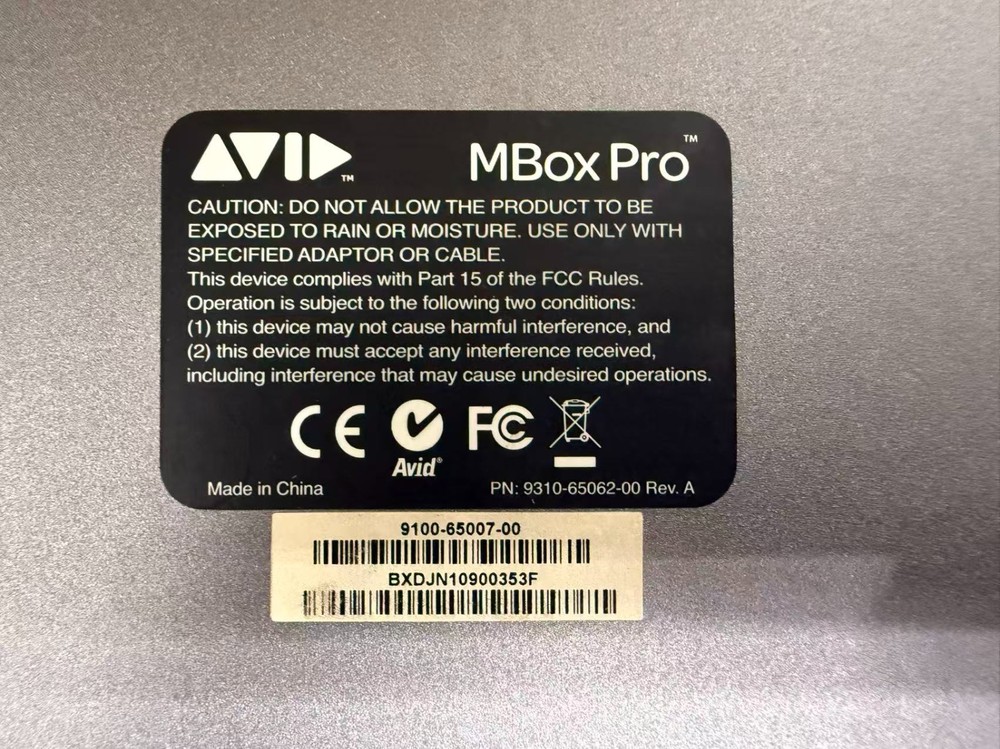 AVID™
MBox Pro™
CAUTION: DO NOT ALLOW THE PRODUCT TO BE
EXPOSED TO RAIN OR MOISTURE. USE ONLY WITH
SPECIFIED ADAPTOR OR CABLE.
This device complies with Part 15 of the FCC Rules.
Operation is subject to the following two conditions:
(1) this device may not cause harmful interference, and
(2) this device must accept any interference received,
including interference that may cause undesired operations.
CE FC
Avid®
Made in China
PN: 9310-65062-00 Rev. A
9100-65007-00
BXDJN10900353F